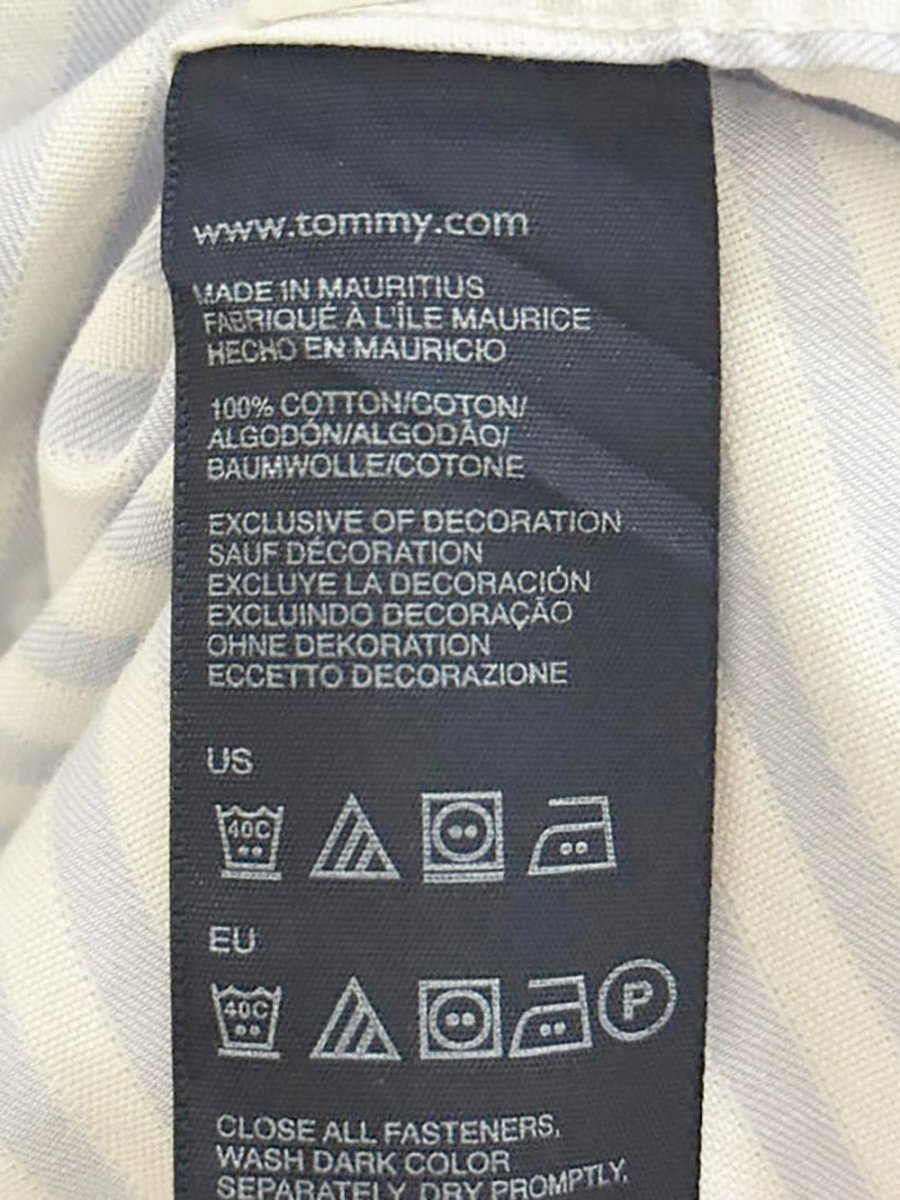 www.tommy.com
MADE IN MAURITIUS
FABRIQUÉ À L'ÎLE MAURICE
HECHO EN MAURICIO
100% COTTON/COTON/
ALGODÓN/ALGODÃO/
BAUMWOLLE/COTONE
EXCLUSIVE OF DECORATION
SAUF DÉCORATION
EXCLUYE LA DECORACIÓN
EXCLUINDO DECORAÇÃO
OHNE DEKORATION
ECCETTO DECORAZIONE
US
40C
EU
40C P
CLOSE ALL FASTENERS,
WASH DARK COLOR
SEPARATELY, DRY PROMPTLY,